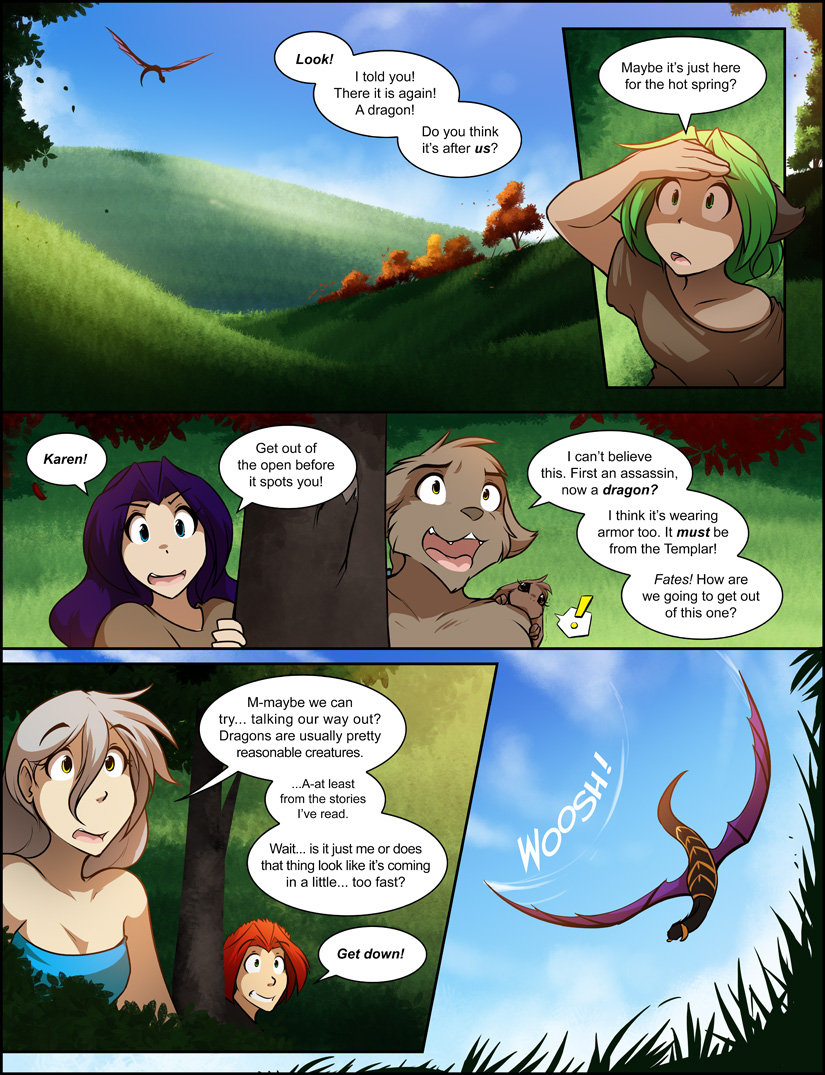 Look!
I told you!
There it is again!
A dragon!
Do you think
it's after us?
Maybe it's just here
for the hot spring?
Karen!
Get out of
the open before
it spots you!
I can't believe
this. First an assassin,
now a dragon?
I think it's wearing
armor too. It must be
from the Templar!
Fates! How are
we going to get out
of this one?
!
M-maybe we can
try... talking our way out?
Dragons are usually pretty
reasonable creatures.
...A-at least
from the stories
I've read.
Wait... is it just me or does
that thing look like it's coming
in a little... too fast?
Get down!
WOOSH!